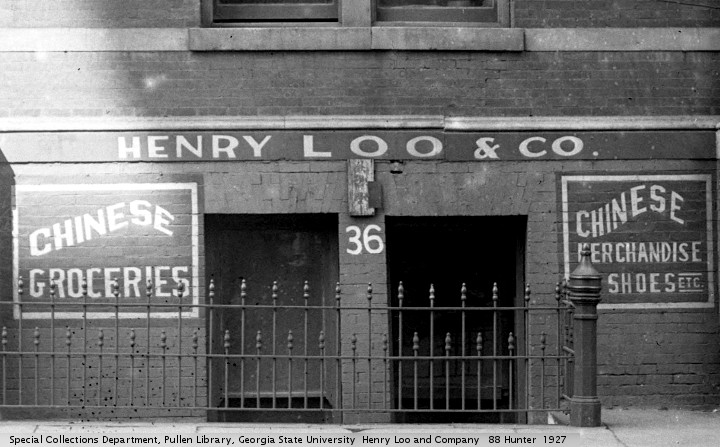 HENRY LOO & CO.
CHINESE
GROCERIES
36
CHINESE
MERCHANDISE
SHOES ETC.
Special Collections Department, Pullen Library, Georgia State University Henry Loo and Company 88 Hunter 1927